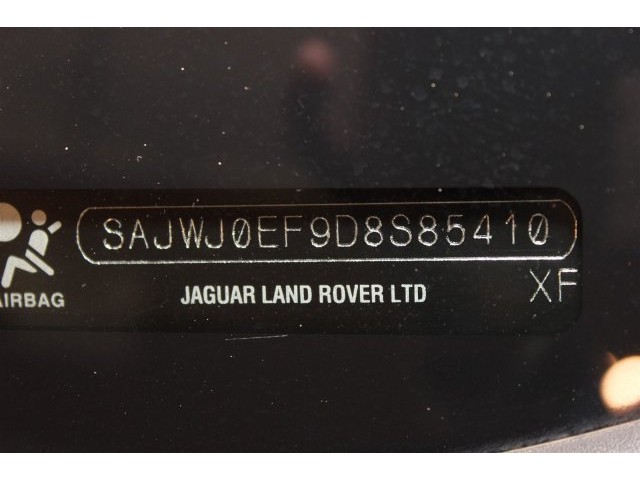 SAJWJ0EF9D8S85410
AIRBAG
JAGUAR LAND ROVER LTD
XF